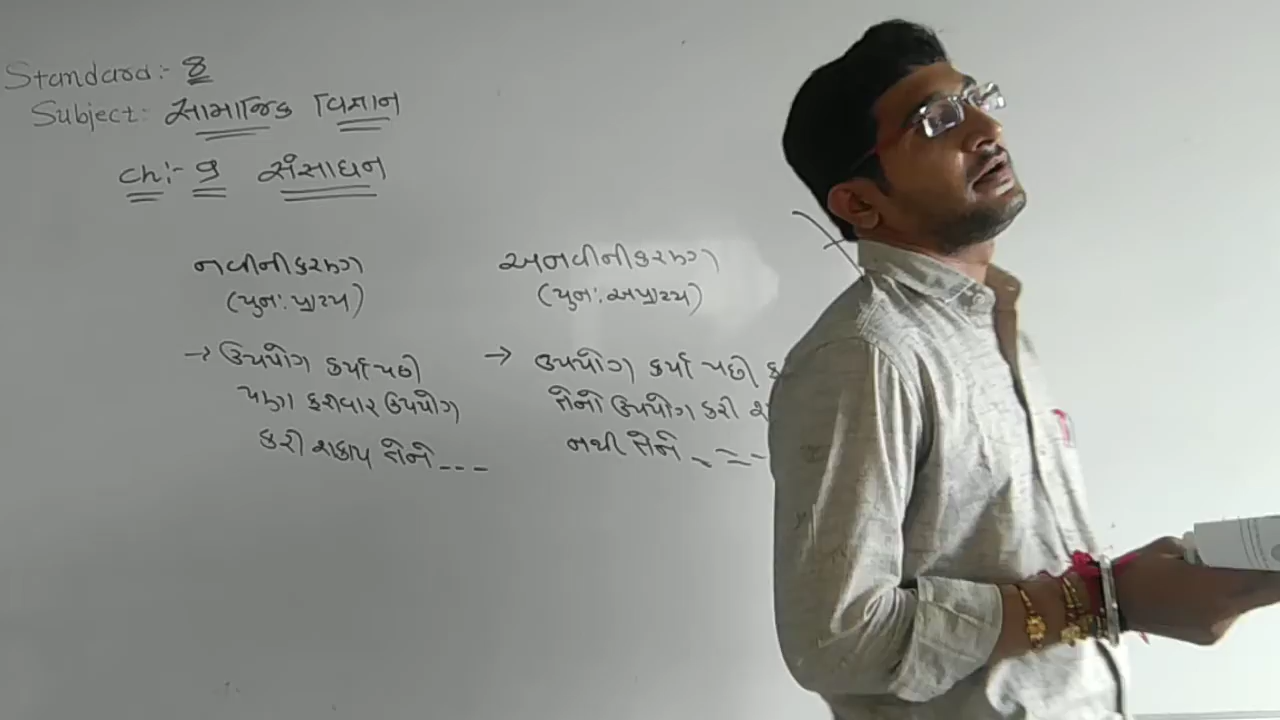 Standard:- 8
Subject: સામાજિક વિજ્ઞાન
Ch:- 9 સંસાધન
નવીનીકરણ
(પુન: પ્રાપ્ય)
→ ઉપયોગ કર્યા પછી
પણ ફરીવાર ઉપયોગ
કરી શકાય તેને ---
અનવીનીકરણ
(પુન: અપ્રાપ્ય)
→ ઉપયોગ કર્યા પછી
તેનો ઉપયોગ કરી
નથી તેને ---